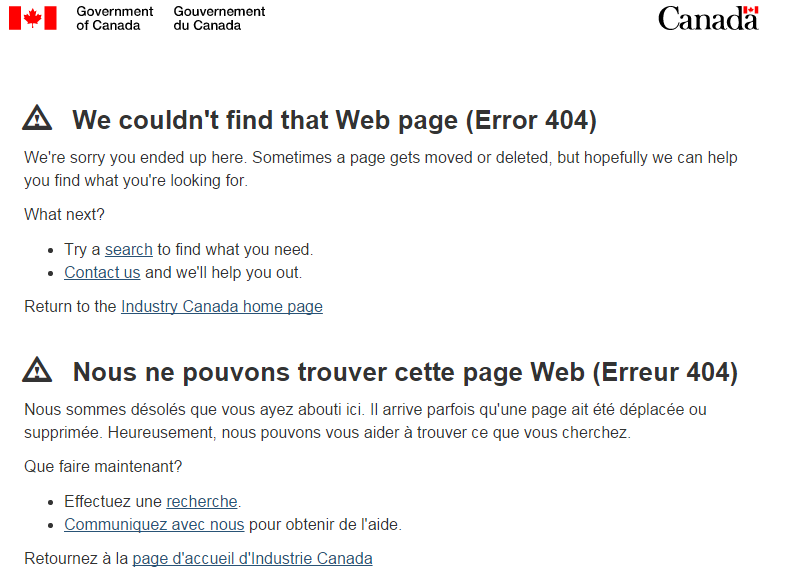 Government of Canada
Gouvernement du Canada
Canada
We couldn't find that Web page (Error 404)
We're sorry you ended up here. Sometimes a page gets moved or deleted, but hopefully we can help
you find what you're looking for.
What next?
• Try a search to find what you need.
• Contact us and we'll help you out.
Return to the Industry Canada home page
Nous ne pouvons trouver cette page Web (Erreur 404)
Nous sommes désolés que vous ayez abouti ici. Il arrive parfois qu'une page ait été déplacée ou
supprimée. Heureusement, nous pouvons vous aider à trouver ce que vous cherchez.
Que faire maintenant?
• Effectuez une recherche.
• Communiquez avec nous pour obtenir de l'aide.
Retournez à la page d'accueil d'Industrie Canada